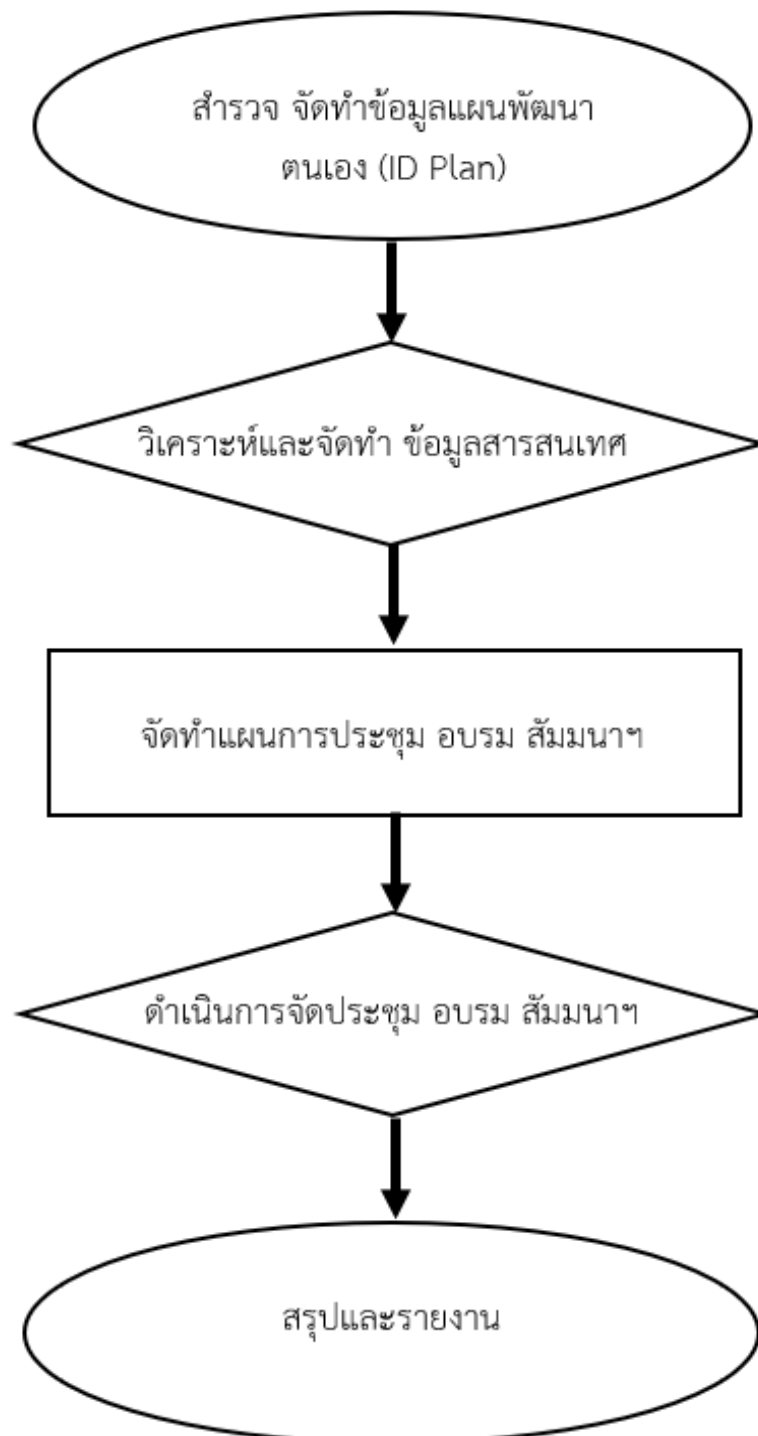 สำรวจ จัดทำข้อมูลแผนพัฒนา
ตนเอง (ID Plan)
วิเคราะห์และจัดทำ ข้อมูลสารสนเทศ
จัดทำแผนการประชุม อบรม สัมมนาฯ
ดำเนินการจัดประชุม อบรม สัมมนาฯ
สรุปและรายงาน